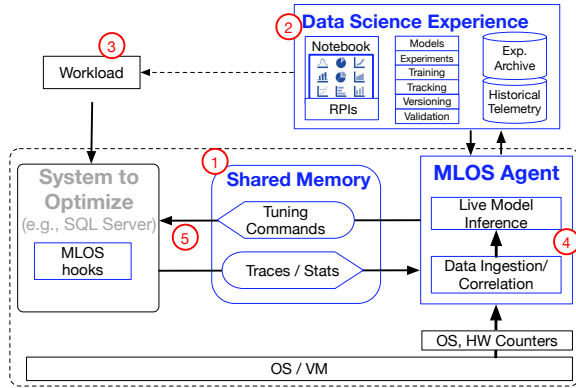 2
Data Science Experience
3
Notebook
RPIs
Models
Experiments
Training
Tracking
Versioning
Validation
Exp.
Archive
Historical
Telemetry
Workload
1
System to
Optimize
(e.g., SQL Server)
MLOS
hooks
Shared Memory
Tuning
Commands
5
Traces / Stats
MLOS Agent
Live Model
Inference
4
Data Ingestion/
Correlation
OS, HW Counters
OS / VM